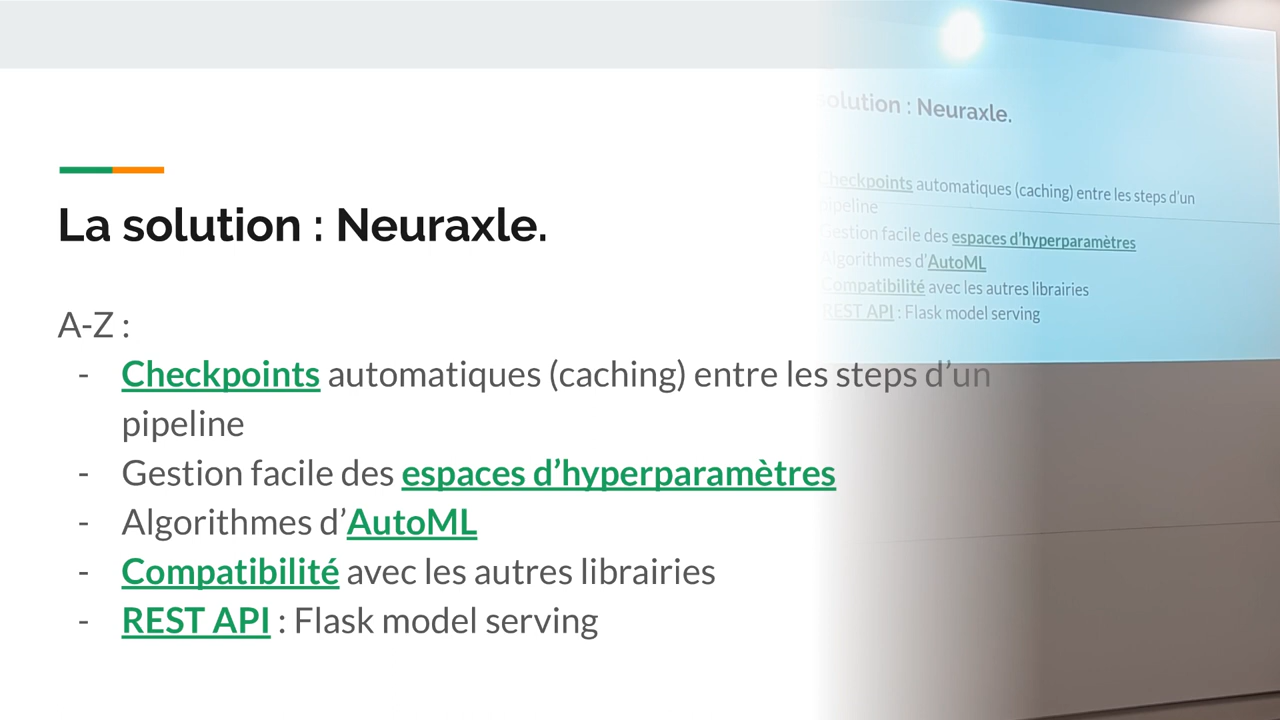 La solution : Neuraxle.
A-Z :
- Checkpoints automatiques (caching) entre les steps d’un
pipeline
- Gestion facile des espaces d’hyperparamètres
- Algorithmes d’AutoML
- Compatibilité avec les autres librairies
- REST API : Flask model serving
solution : Neuraxle.
Checkpoints automatiques (caching) entre les steps d’un
pipeline
Gestion facile des espaces d’hyperparamètres
Algorithmes d’AutoML
Compatibilité avec les autres librairies
REST API : Flask model serving